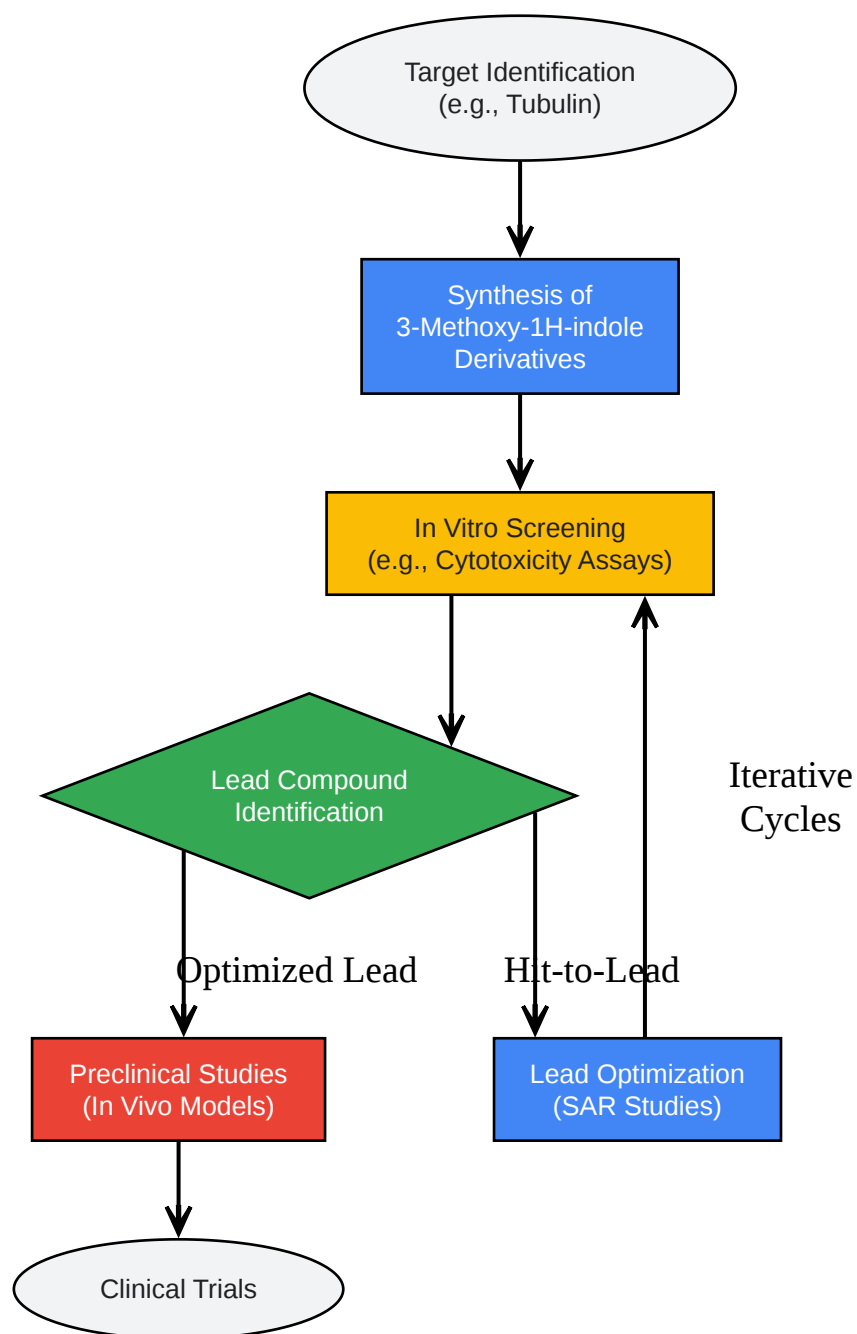 Target Identification
(e.g., Tubulin)
Synthesis of
3-Methoxy-1H-indole
Derivatives
In Vitro Screening
(e.g., Cytotoxicity Assays)
Lead Compound
Identification
Iterative
Cycles
Optimized Lead
Hit-to-Lead
Preclinical Studies
(In Vivo Models)
Lead Optimization
(SAR Studies)
Clinical Trials